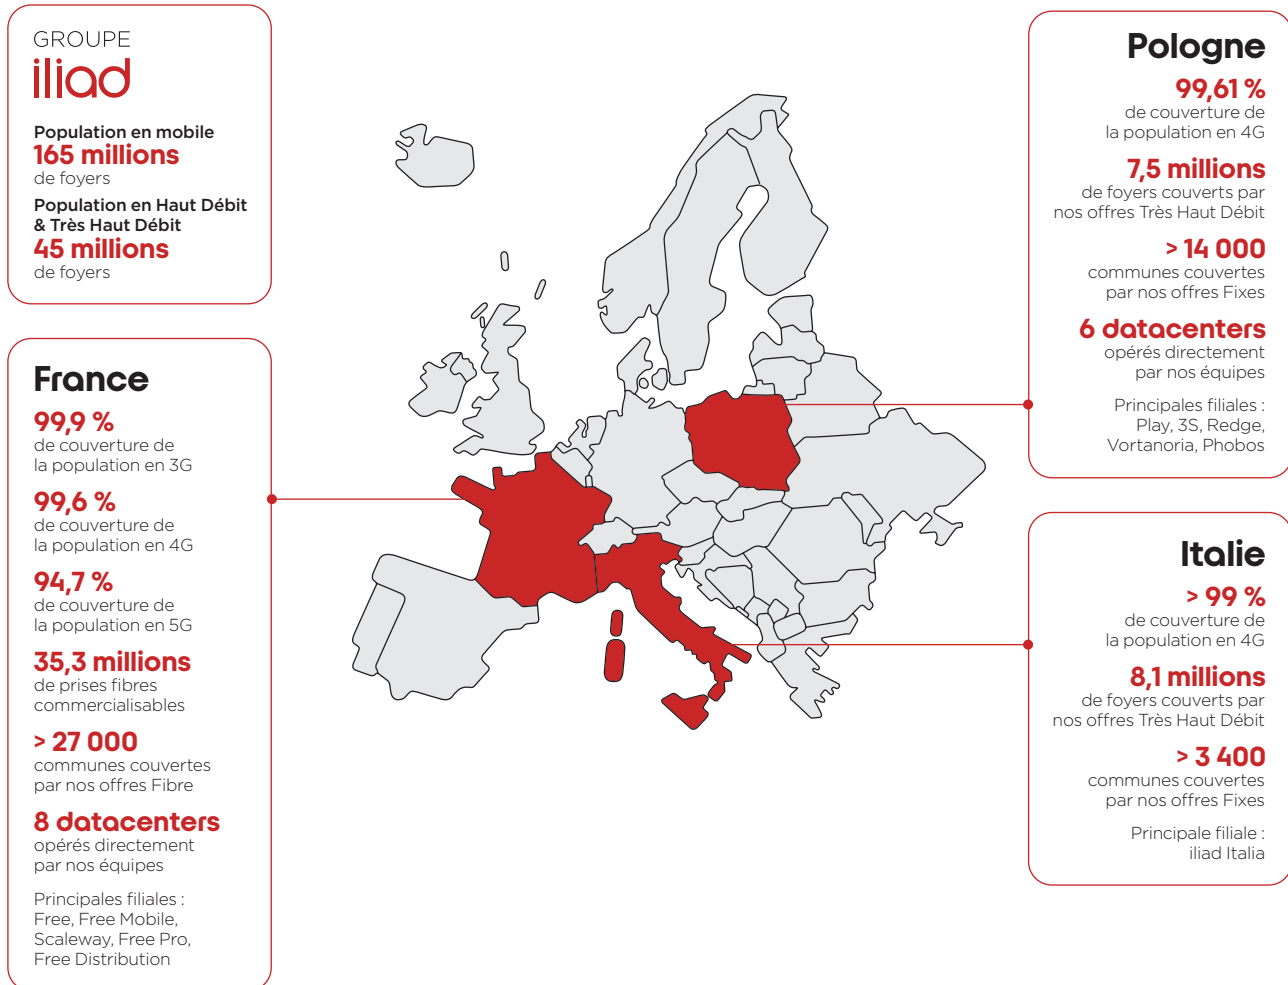 GROUPE
iliad
Population en mobile
165 millions
de foyers
Population en Haut Débit
& Très Haut Débit
45 millions
de foyers
France
99,9 %
de couverture de
la population en 3G
99,6 %
de couverture de
la population en 4G
94,7 %
de couverture de
la population en 5G
35,3 millions
de prises fibres
commercialisables
> 27 000
communes couvertes
par nos offres Fibre
8 datacenters
opérés directement
par nos équipes
Principales filiales :
Free, Free Mobile,
Scaleway, Free Pro,
Free Distribution
Pologne
99,61 %
de couverture de
la population en 4G
7,5 millions
de foyers couverts par
nos offres Très Haut Débit
> 14 000
communes couvertes
par nos offres Fixes
6 datacenters
opérés directement
par nos équipes
Principales filiales :
Play, 3S, Redge,
Vortanoria, Phobos
Italie
> 99 %
de couverture de
la population en 4G
8,1 millions
de foyers couverts par
nos offres Très Haut Débit
> 3 400
communes couvertes
par nos offres Fixes
Principale filiale :
iliad Italia